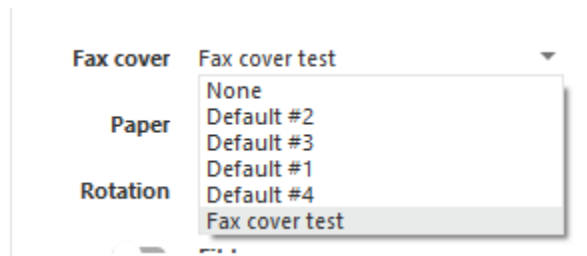 Fax cover Fax cover test
None
Default #2
Paper Default #3
Default #1
Rotation Default #4
Fax cover test